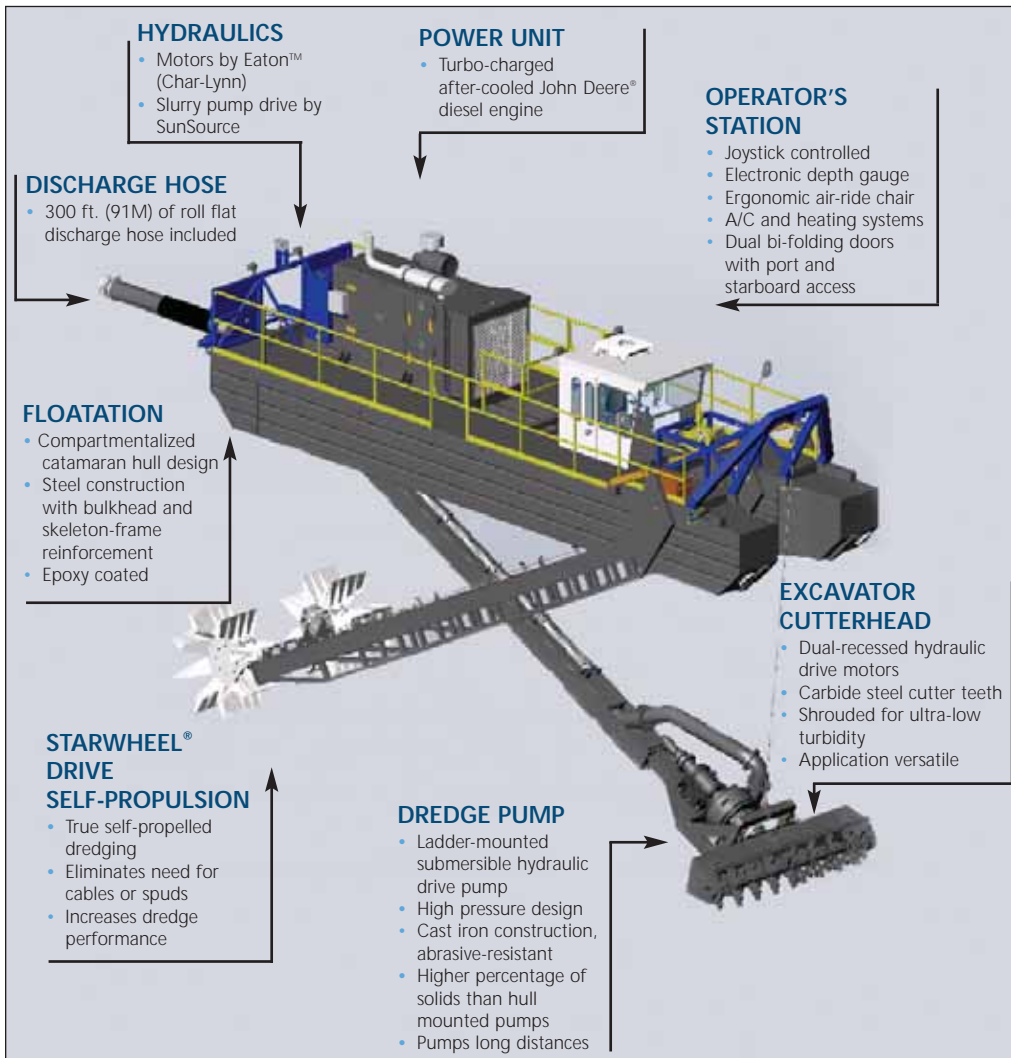 HYDRAULICS
• Motors by Eaton™
(Char-Lynn)
• Slurry pump drive by
SunSource
POWER UNIT
• Turbo-charged
after-cooled John Deere®
diesel engine
OPERATOR'S
STATION
• Joystick controlled
• Electronic depth gauge
• Ergonomic air-ride chair
• A/C and heating systems
• Dual bi-folding doors
with port and
starboard access
DISCHARGE HOSE
• 300 ft. (91M) of roll flat
discharge hose included
FLOATATION
• Compartmentalized
catamaran hull design
• Steel construction
with bulkhead and
skeleton-frame
reinforcement
• Epoxy coated
EXCAVATOR
CUTTERHEAD
• Dual-recessed hydraulic
drive motors
• Carbide steel cutter teeth
• Shrouded for ultra-low
turbidity
• Application versatile
STARWHEEL®
DRIVE
SELF-PROPULSION
• True self-propelled
dredging
• Eliminates need for
cables or spuds
• Increases dredge
performance
DREDGE PUMP
• Ladder-mounted
submersible hydraulic
drive pump
• High pressure design
• Cast iron construction,
abrasive-resistant
• Higher percentage of
solids than hull
mounted pumps
• Pumps long distances